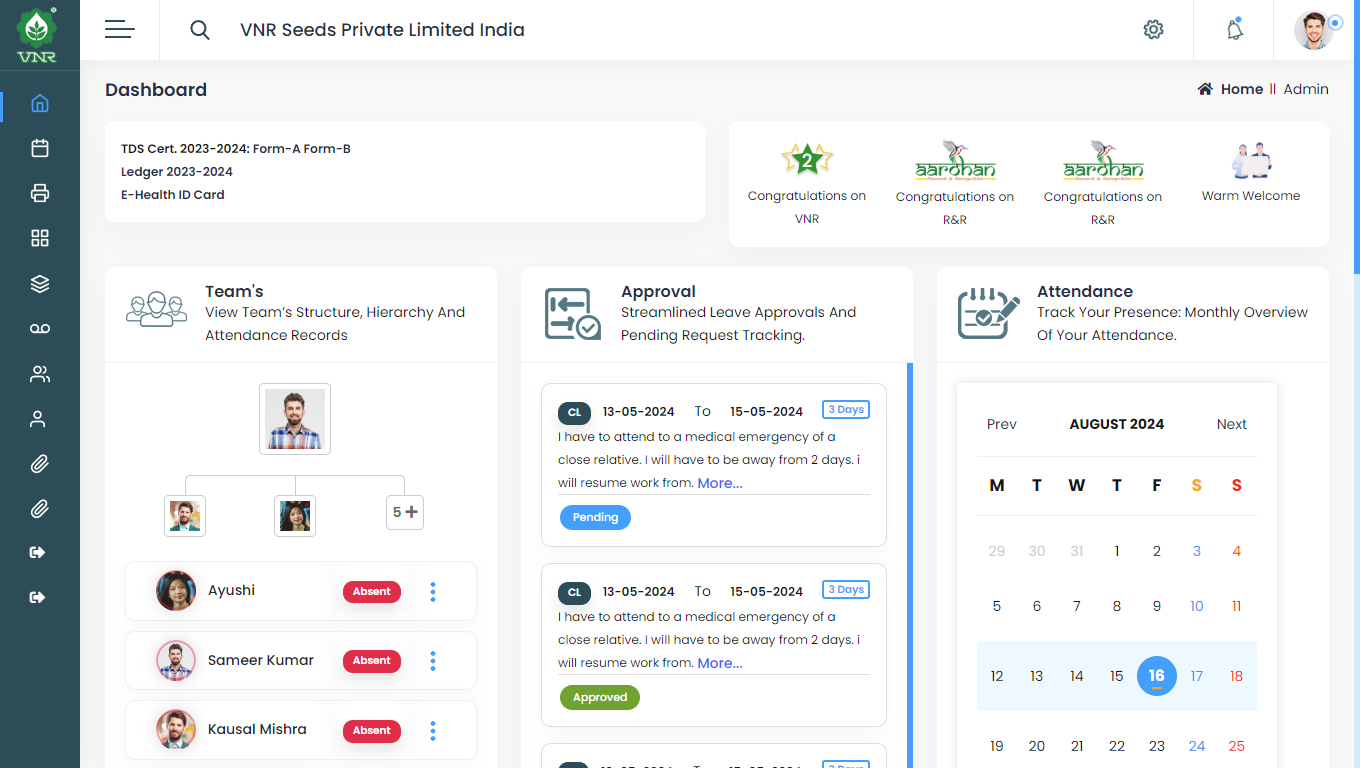 VNR
VNR Seeds Private Limited India
Dashboard
Home || Admin
TDS Cert. 2023-2024: Form-A Form-B
Ledger 2023-2024
E-Health ID Card
2
Congratulations on
VNR
aardhan
Congratulations on
R&R
aardhan
Congratulations on
R&R
Warm Welcome
Team's
View Team's Structure, Hierarchy And
Attendance Records
5
Ayushi Absent
Sameer Kumar Absent
Kausal Mishra Absent
Approval
Streamlined Leave Approvals And
Pending Request Tracking.
CL 13-05-2024 To 15-05-2024 3 Days
I have to attend to a medical emergency of a
close relative. I will have to be away from 2 days. i
will resume work from. More...
Pending
CL 13-05-2024 To 15-05-2024 3 Days
I have to attend to a medical emergency of a
close relative. I will have to be away from 2 days. i
will resume work from. More...
Approved
Attendance
Track Your Presence: Monthly Overview
Of Your Attendance.
Prev AUGUST 2024 Next
M T W T F S S
29 30 31 1 2 3 4
5 6 7 8 9 10 11
12 13 14 15 16 17 18
19 20 21 22 23 24 25